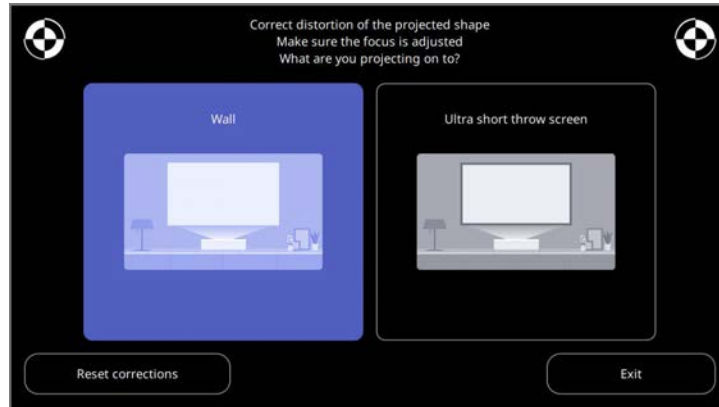 Correct distortion of the projected shape
Make sure the focus is adjusted
What are you projecting on to?
Wall
Ultra short throw screen
Reset corrections
Exit